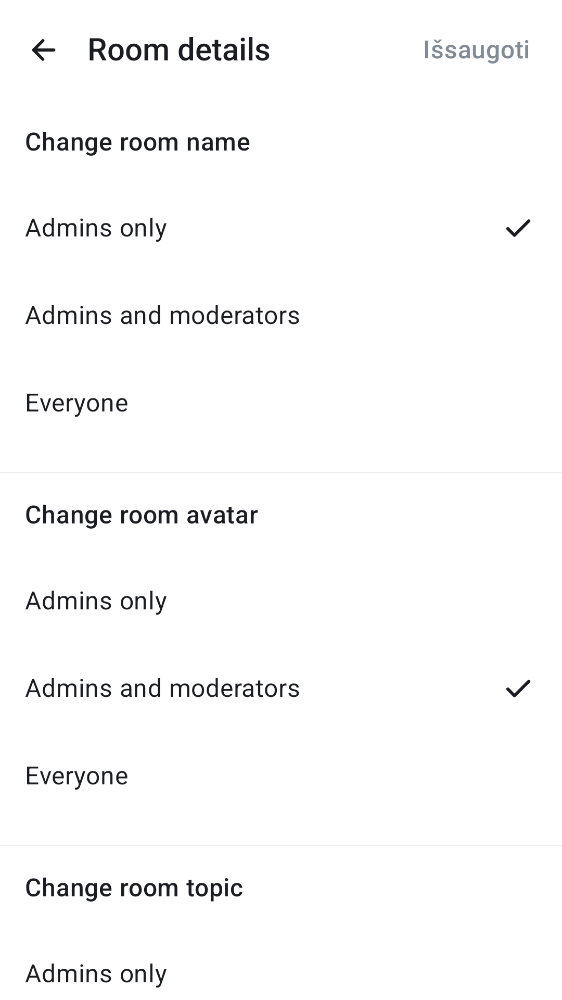 Room details
Išsaugoti
Change room name
Admins only
Admins and moderators
Everyone
Change room avatar
Admins only
Admins and moderators
Everyone
Change room topic
Admins only